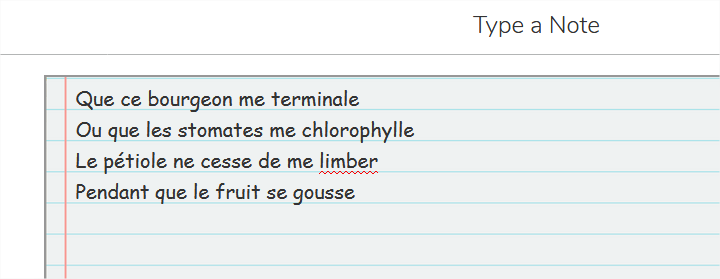 Type a Note
Que ce bourgeon me terminale
Ou que les stomates me chlorophylle
Le pétiole ne cesse de me limber
Pendant que le fruit se gousse